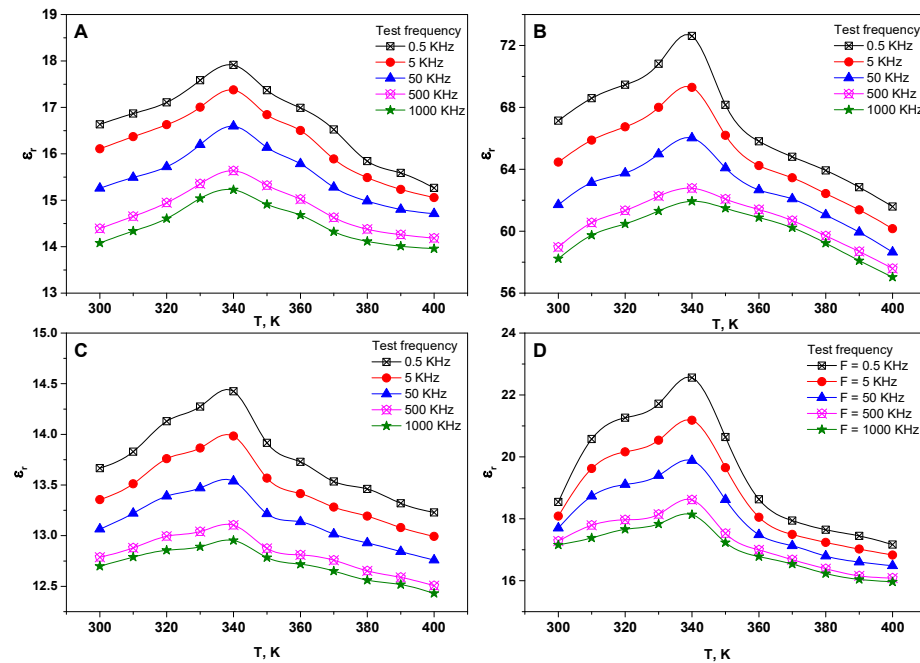 A
Test frequency
0.5 KHz
5 KHz
50 KHz
500 KHz
1000 KHz
19
18
17
16
15
14
13
εr
300 320 340 360 380 400
T, K
B
Test frequency
0.5 KHz
5 KHz
50 KHz
500 KHz
1000 KHz
72
68
64
60
56
εr
300 320 340 360 380 400
T, K
C
Test frequency
0.5 KHz
5 KHz
50 KHz
500 KHz
1000 KHz
15.0
14.5
14.0
13.5
13.0
12.5
εr
300 320 340 360 380 400
T, K
D
Test frequency
F = 0.5 KHz
F = 5 KHz
F = 50 KHz
F = 500 KHz
F = 1000 KHz
24
22
20
18
16
εr
300 320 340 360 380 400
T, K